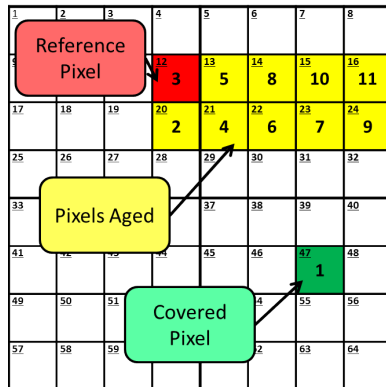 1 2 3 4 5 6 7 8
Reference
Pixel
12 13 14 15 16
3 5 8 10 11
17 18 19 20 21 22 23 24
2 4 6 7 9
25 26 27 28 29 30 31 32
33 37 38 39 40
Pixels Aged
41 45 46 47 48
1
49 50 51 55 56
Covered
Pixel
57 58 59 63 64